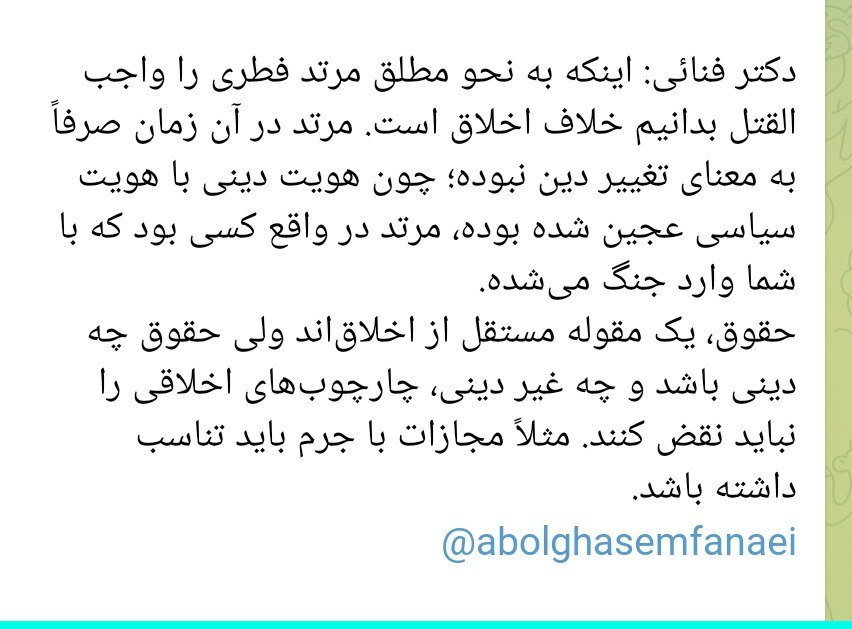 دکتر فنائی: اینکه به نحو مطلق مرتد فطری را واجب
القتل بدانیم خلاف اخلاق است. مرتد در آن زمان صرفاً
به معنای تغییر دین نبوده؛ چون هویت دینی با هویت
سیاسی عجین شده بوده، مرتد در واقع کسی بود که با
شما وارد جنگ می‌شده.
حقوق، یک مقوله مستقل از اخلاق‌اند ولی حقوق چه
دینی باشد و چه غیر دینی، چارچوب‌های اخلاقی را
نباید نقض کنند. مثلاً مجازات با جرم باید تناسب
داشته باشد.
@abolghasemfanaei